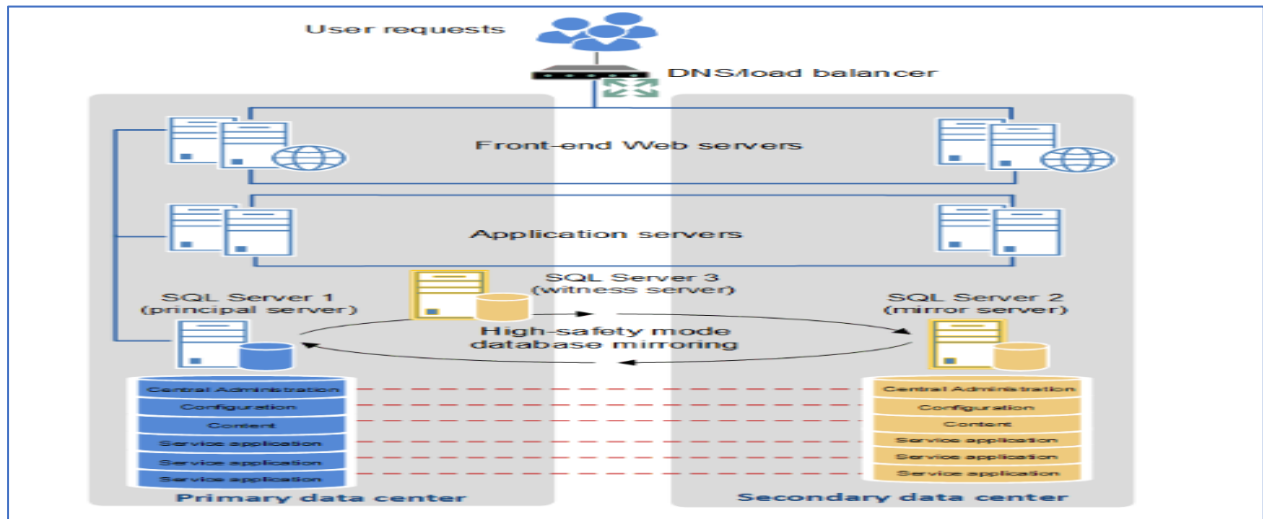 User requests
DNS/load balancer
Front-end Web servers
Application servers
SQL Server 3
(witness server)
SQL Server 1
(principal server)
SQL Server 2
(mirror server)
High-safety mode
database mirroring
Central Administration
Configuration
Content
Service application
Service application
Service application
Central Administration
Configuration
Content
Service application
Service application
Service application
Primary data center
Secondary data center